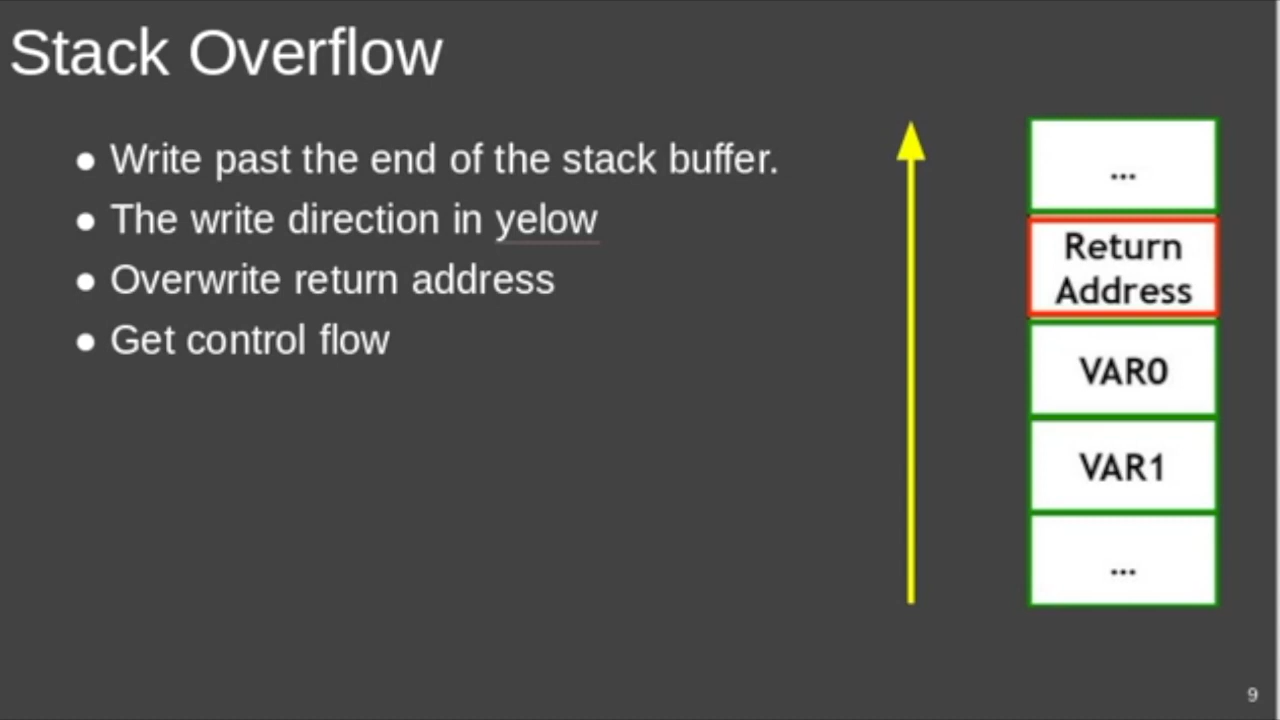 Stack Overflow
● Write past the end of the stack buffer.
● The write direction in yelow
● Overwrite return address
● Get control flow
...
Return
Address
VAR0
VAR1
...
9